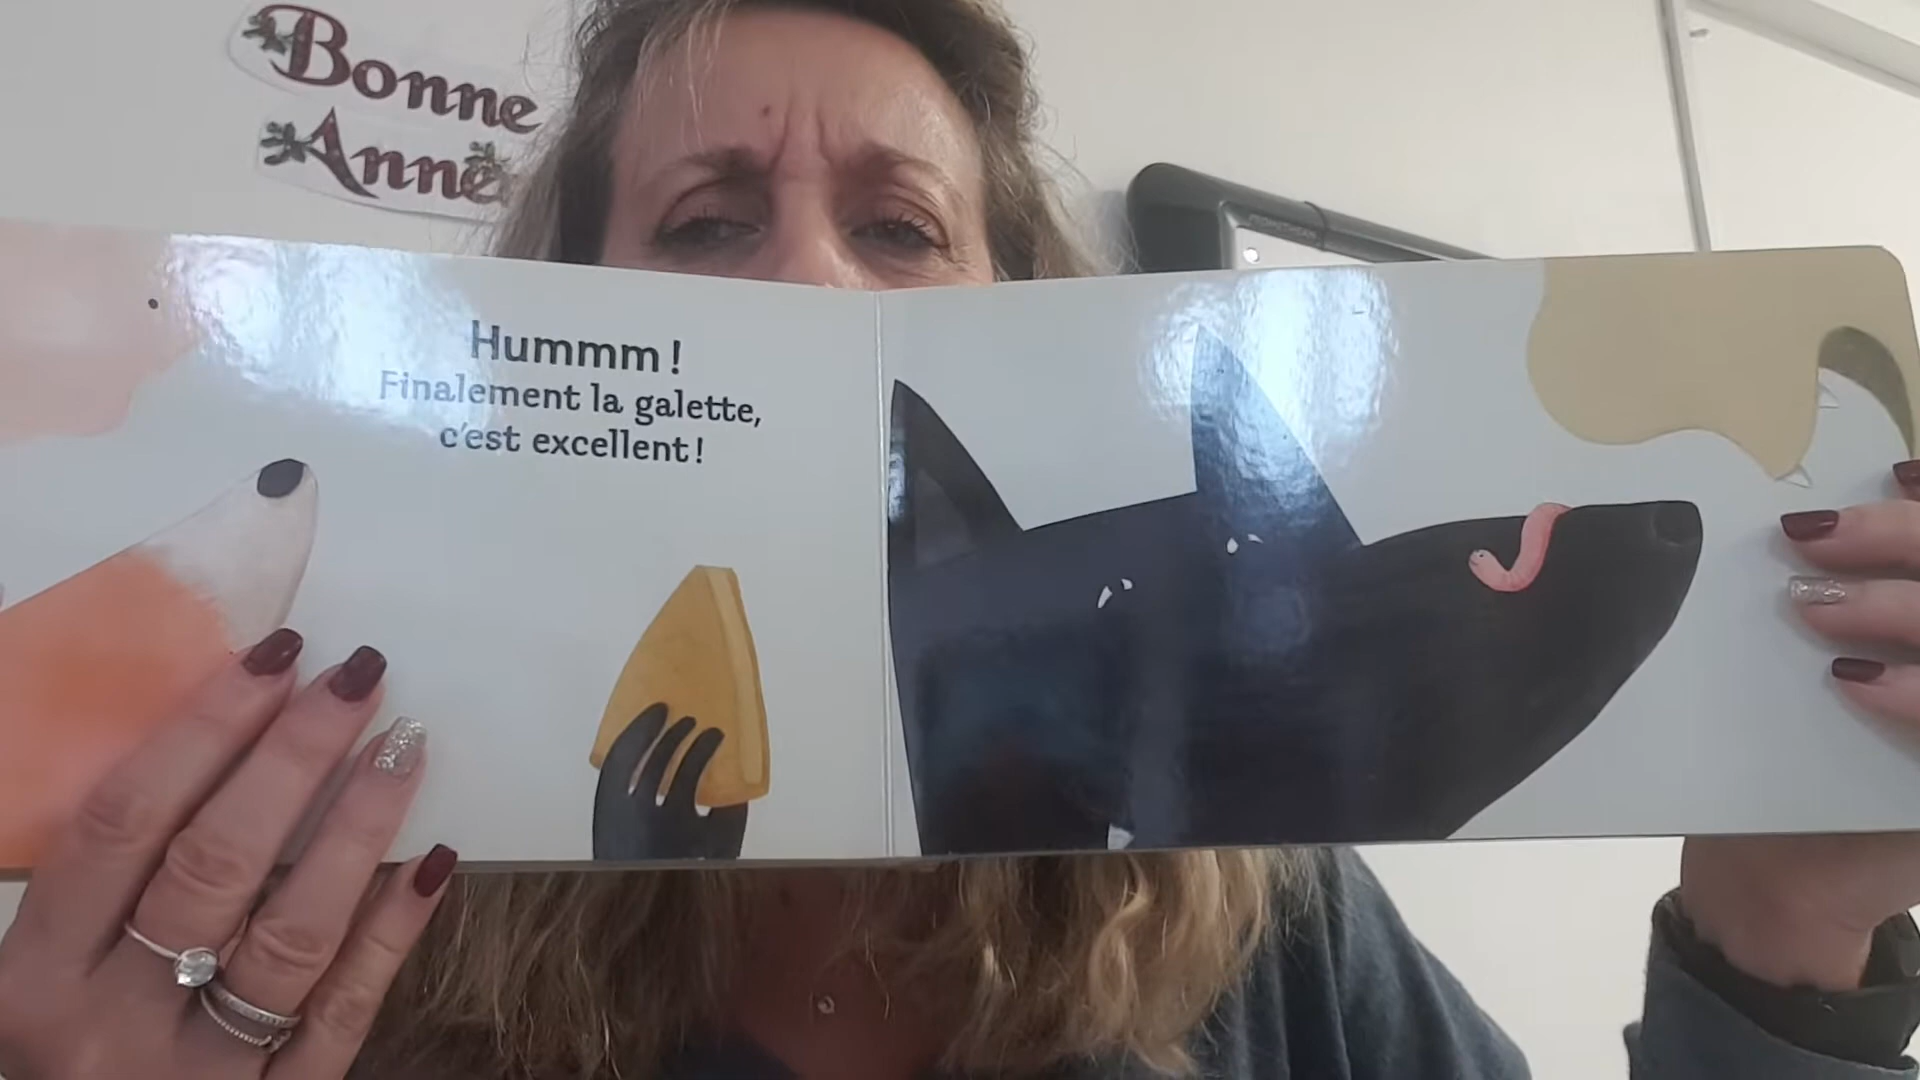 Bonne
Anné
Hummm !
Finalement la galette,
c'est excellent !